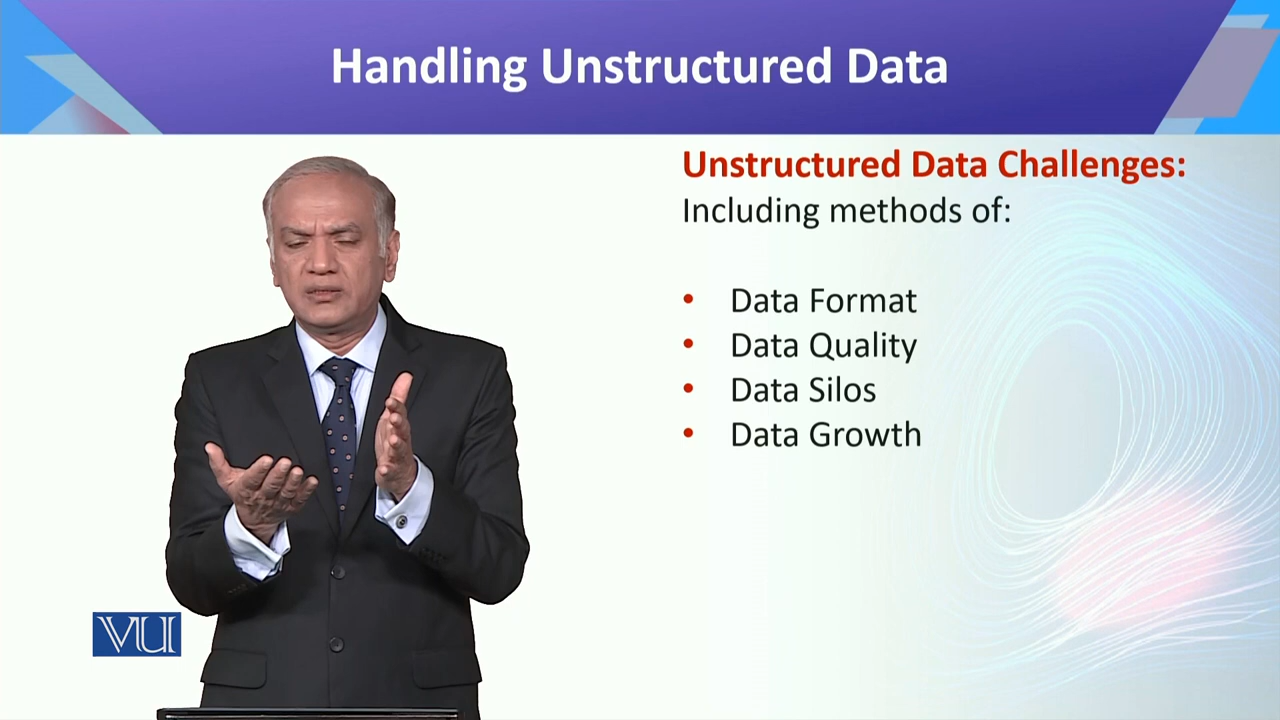 Handling Unstructured Data
Unstructured Data Challenges:
Including methods of:
• Data Format
• Data Quality
• Data Silos
• Data Growth
VU